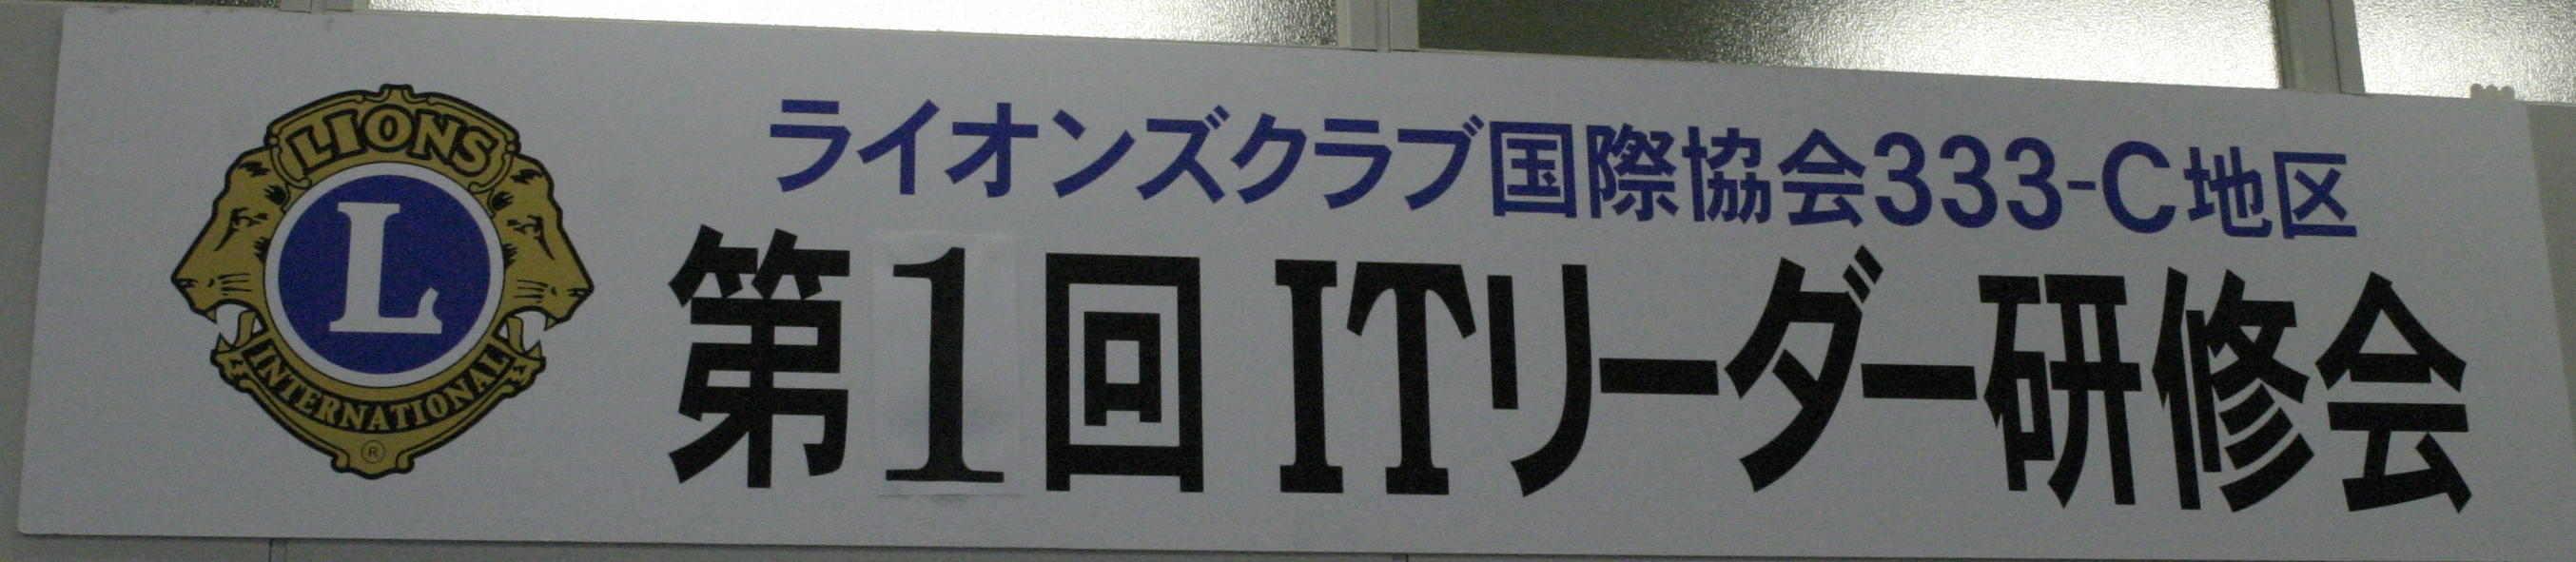 LIONS
L
INTERNATIONAL
®
ライオンズクラブ国際協会333-C地区
第1回 ITリーダー研修会